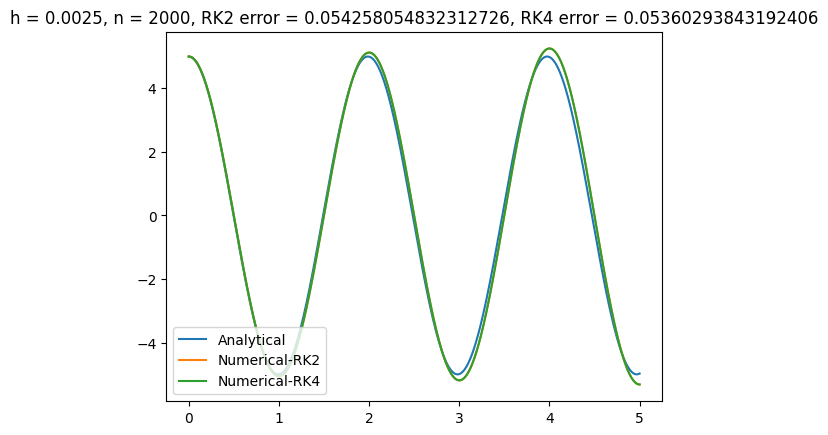 h = 0.0025, n = 2000, RK2 error = 0.054258054832312726, RK4 error = 0.05360293843192406
4
2
0
−2
−4
Analytical
Numerical-RK2
Numerical-RK4
0 1 2 3 4 5